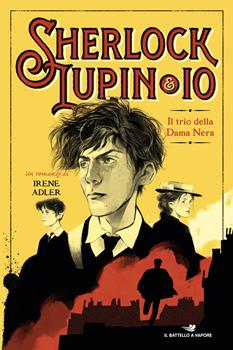 SHERLOCK
LUPIN & IO
Il trio della
Dama Nera
Un romanzo di
IRENE
ADLER
IL BATTELLO A VAPORE